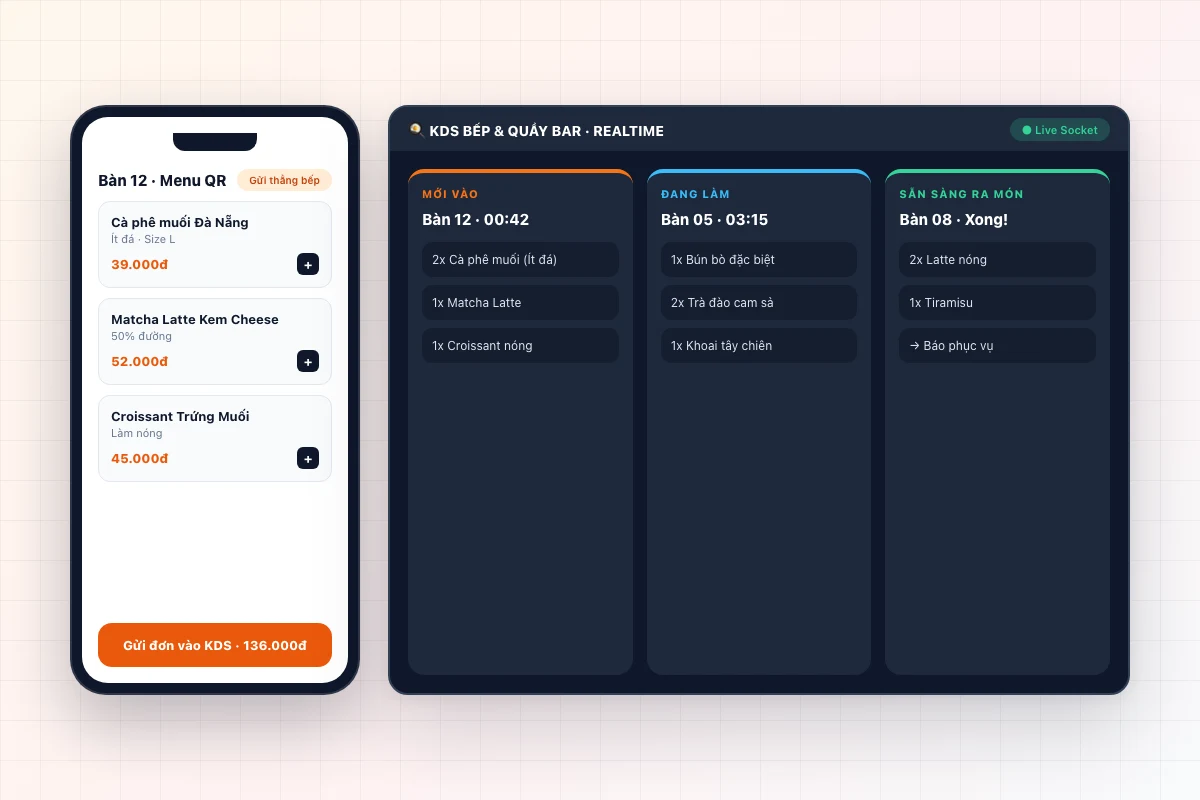 Bàn 12 · Menu QR
Gửi thẳng bếp
Cà phê muối Đà Nẵng
Ít đá · Size L
39.000đ
+
Matcha Latte Kem Cheese
50% đường
52.000đ
+
Croissant Trứng Muối
Làm nóng
45.000đ
+
Gửi đơn vào KDS · 136.000đ
KDS BẾP & QUẦY BAR · REALTIME
Live Socket
MỚI VÀO
Bàn 12 · 00:42
2x Cà phê muối (Ít đá)
1x Matcha Latte
1x Croissant nóng
ĐANG LÀM
Bàn 05 · 03:15
1x Bún bò đặc biệt
2x Trà đào cam sả
1x Khoai tây chiên
SẴN SÀNG RA MÓN
Bàn 08 · Xong!
2x Latte nóng
1x Tiramisu
→ Báo phục vụ